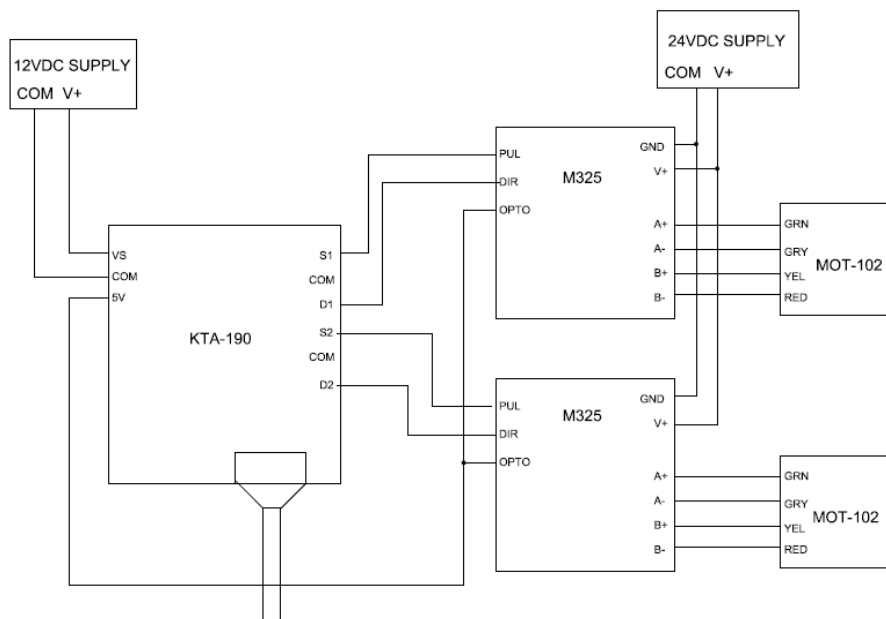 12VDC SUPPLY
COM V+
24VDC SUPPLY
COM V+
KTA-190
VS
COM
5V
S1
COM
D1
S2
COM
D2
M325
PUL
DIR
OPTO
GND
V+
A+
A-
B+
B-
MOT-102
GRN
GRY
YEL
RED
M325
PUL
DIR
OPTO
GND
V+
A+
A-
B+
B-
MOT-102
GRN
GRY
YEL
RED